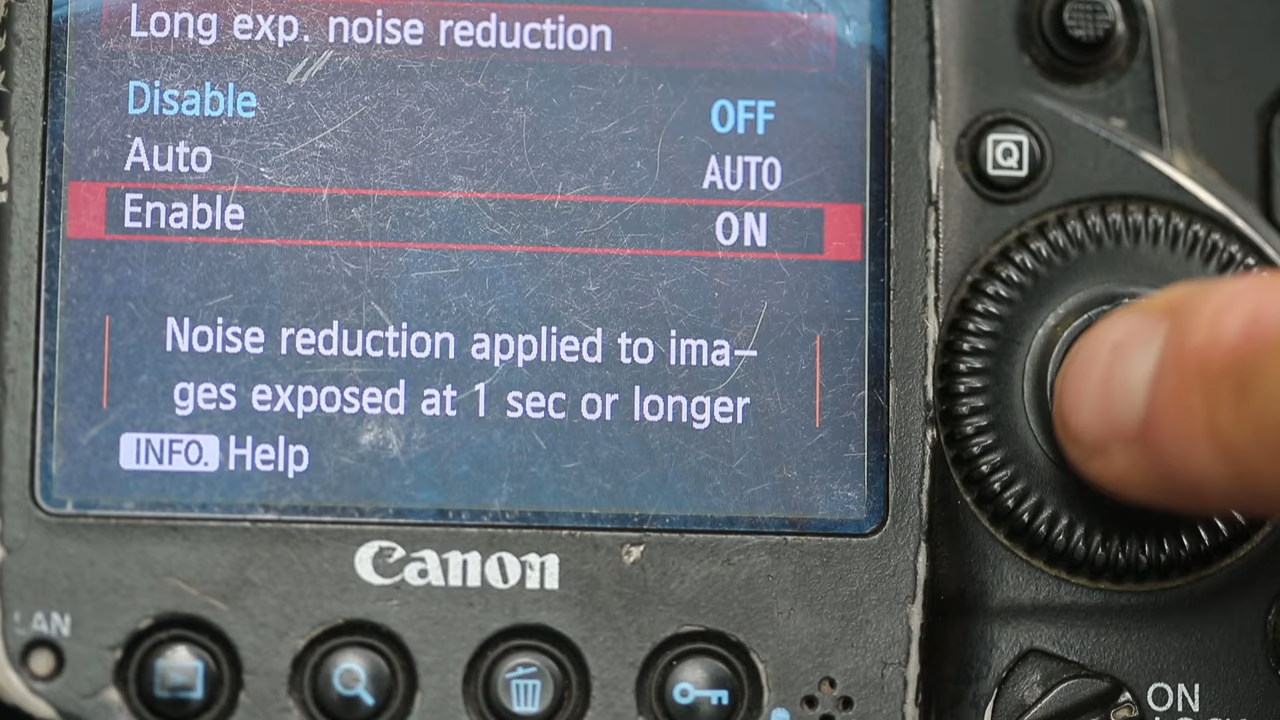 Long exp. noise reduction
Disable OFF
Auto AUTO
Enable ON
Noise reduction applied to ima-
ges exposed at 1 sec or longer
INFO. Help
Q
Canon
LAN
ON